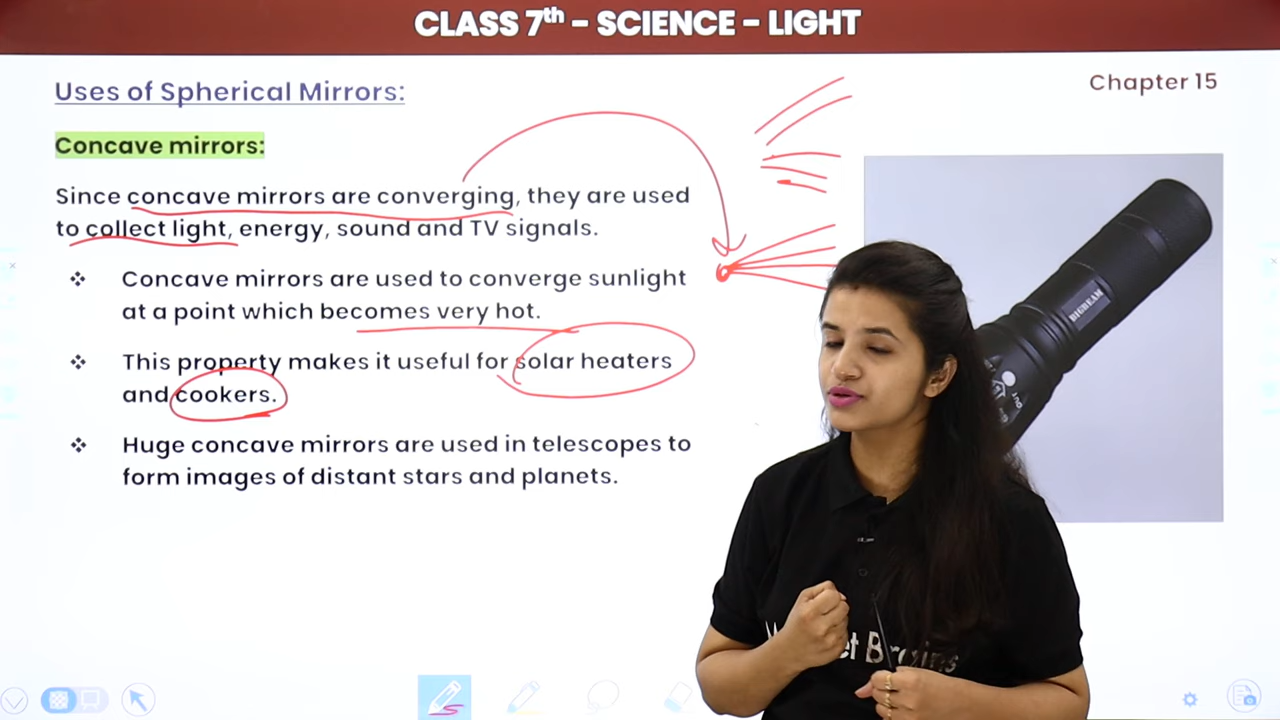 CLASS 7th - SCIENCE - LIGHT
Uses of Spherical Mirrors:
Chapter 15
Concave mirrors:
Since concave mirrors are converging, they are used
to collect light, energy, sound and TV signals.
❖ Concave mirrors are used to converge sunlight
at a point which becomes very hot.
❖ This property makes it useful for solar heaters
and cookers.
❖ Huge concave mirrors are used in telescopes to
form images of distant stars and planets.
BIGBEAM
OUT